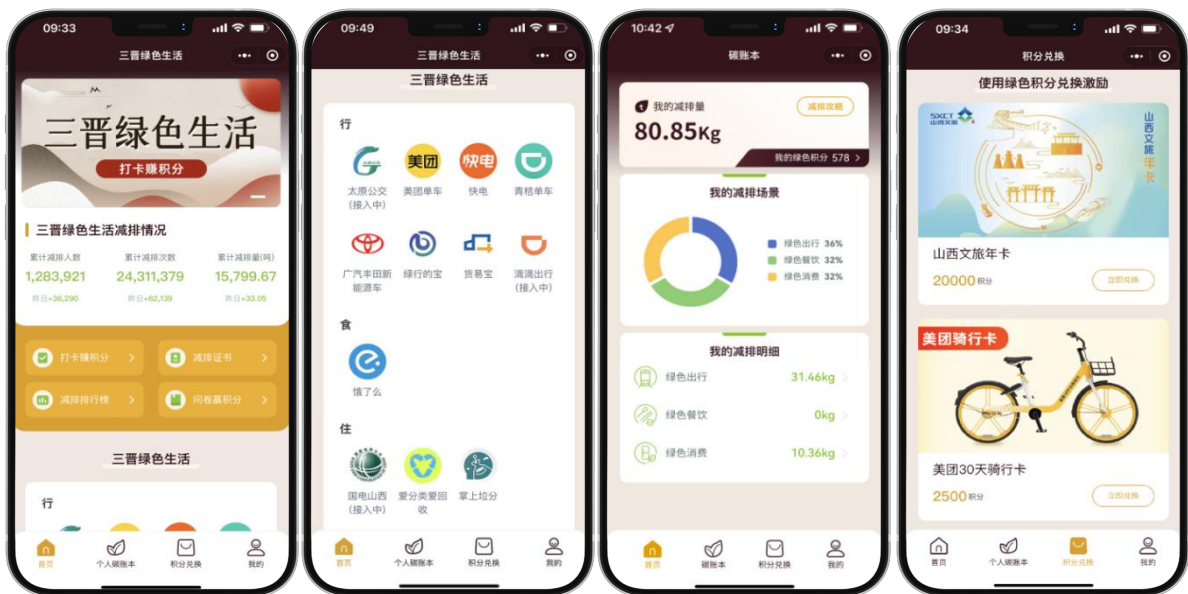 09:33
三晋绿色生活
三晋绿色生活
打卡赚积分
三晋绿色生活减排情况
累计减排人数 累计减排次数 累计减排量(吨)
1,283,921 24,311,379 15,799.67
昨日+36,290 昨日+62,139 昨日+33.05
打卡赚积分 减排证书
减排排行榜 问卷赢积分
三晋绿色生活
行
首页 个人碳账本 积分兑换 我的
09:49
三晋绿色生活
三晋绿色生活
行
美团 快电
太原公交 美团单车 快电 青桔单车
(接入中)
广汽丰田新 绿行的宝 货易宝 滴滴出行
能源车 (接入中)
食
饿了么
住
国电山西 爱分类爱回 掌上垃分
(接入中) 收
首页 个人碳账本 积分兑换 我的
10:42
碳账本
我的减排量 减排攻略
80.85Kg
我的绿色积分 578
我的减排场景
绿色出行 36%
绿色餐饮 32%
绿色消费 32%
我的减排明细
绿色出行 31.46kg
绿色餐饮 0kg
绿色消费 10.36kg
首页 碳账本 积分兑换 我的
09:34
积分兑换
使用绿色积分兑换激励
SXCT
山西文旅
山西文旅年卡
山西文旅年卡
20000积分 立即兑换
美团骑行卡
美团30天骑行卡
2500积分 立即兑换
首页 个人碳账本 积分兑换 我的